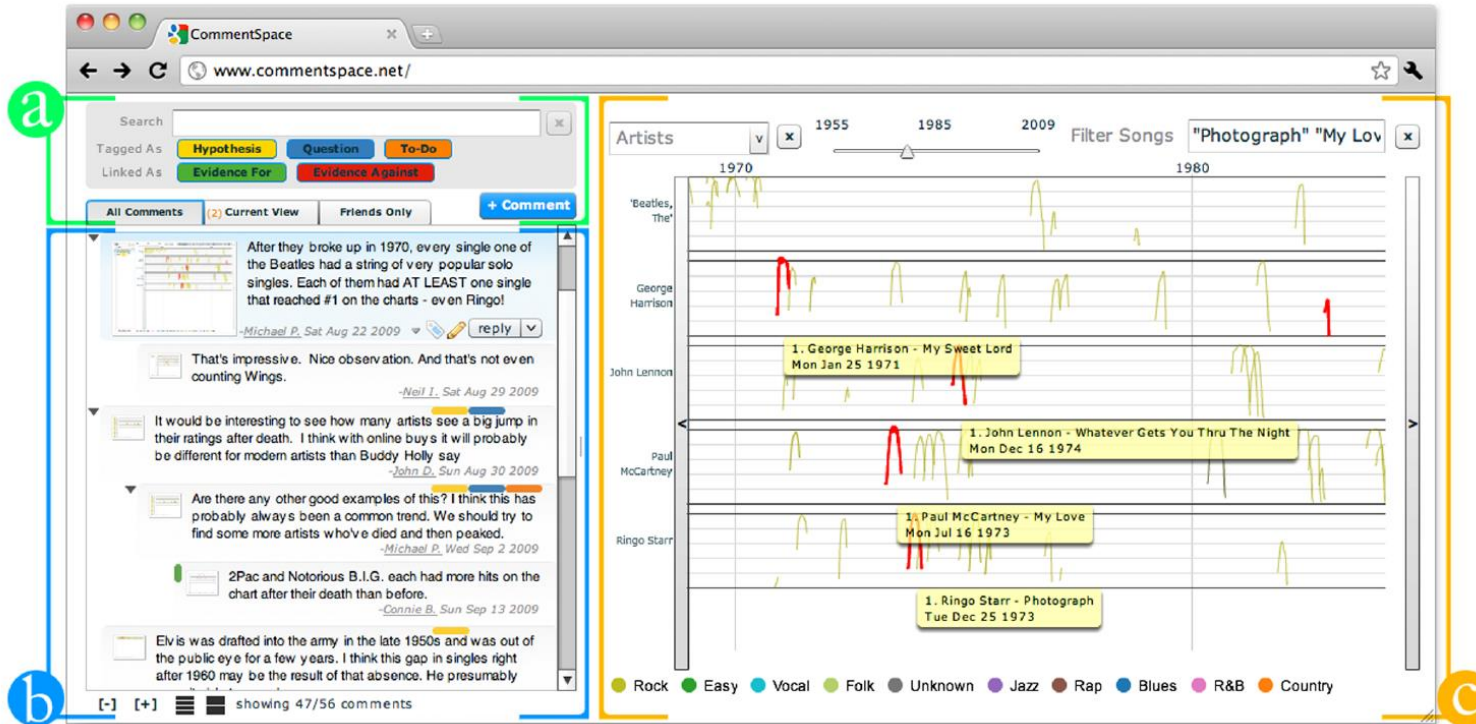 CommentSpace
www.commentspace.net/
a
Search
Tagged As Hypothesis Question To-Do
Linked As Evidence For Evidence Against
All Comments (2) Current View Friends Only + Comment
After they broke up in 1970, every single one of
the Beatles had a string of very popular solo
singles. Each of them had AT LEAST one single
that reached #1 on the charts - even Ringo!
-Michael P. Sat Aug 22 2009 reply
That's impressive. Nice observation. And that's not even
counting Wings.
-Neil I. Sat Aug 29 2009
It would be interesting to see how many artists see a big jump in
their ratings after death. I think with online buys it will probably
be different for modern artists than Buddy Holly say
-John D. Sun Aug 30 2009
Are there any other good examples of this? I think this has
probably always been a common trend. We should try to
find some more artists who've died and then peaked.
-Michael P. Wed Sep 2 2009
2Pac and Notorious B.I.G. each had more hits on the
chart after their death than before.
-Connie B. Sun Sep 13 2009
Elvis was drafted into the army in the late 1950s and was out of
the public eye for a few years. I think this gap in singles right
after 1960 may be the result of that absence. He presumably
b
[-] [+] showing 47/56 comments
Artists v x 1955 1985 2009 Filter Songs "Photograph" "My Lov x
1970 1980
'Beatles,
The'
George
Harrison
1. George Harrison - My Sweet Lord
Mon Jan 25 1971
John Lennon
< >
1. John Lennon - Whatever Gets You Thru The Night
Mon Dec 16 1974
Paul
McCartney
1. Paul McCartney - My Love
Mon Jul 16 1973
Ringo Starr
1. Ringo Starr - Photograph
Tue Dec 25 1973
Rock Easy Vocal Folk Unknown Jazz Rap Blues R&B Country
c